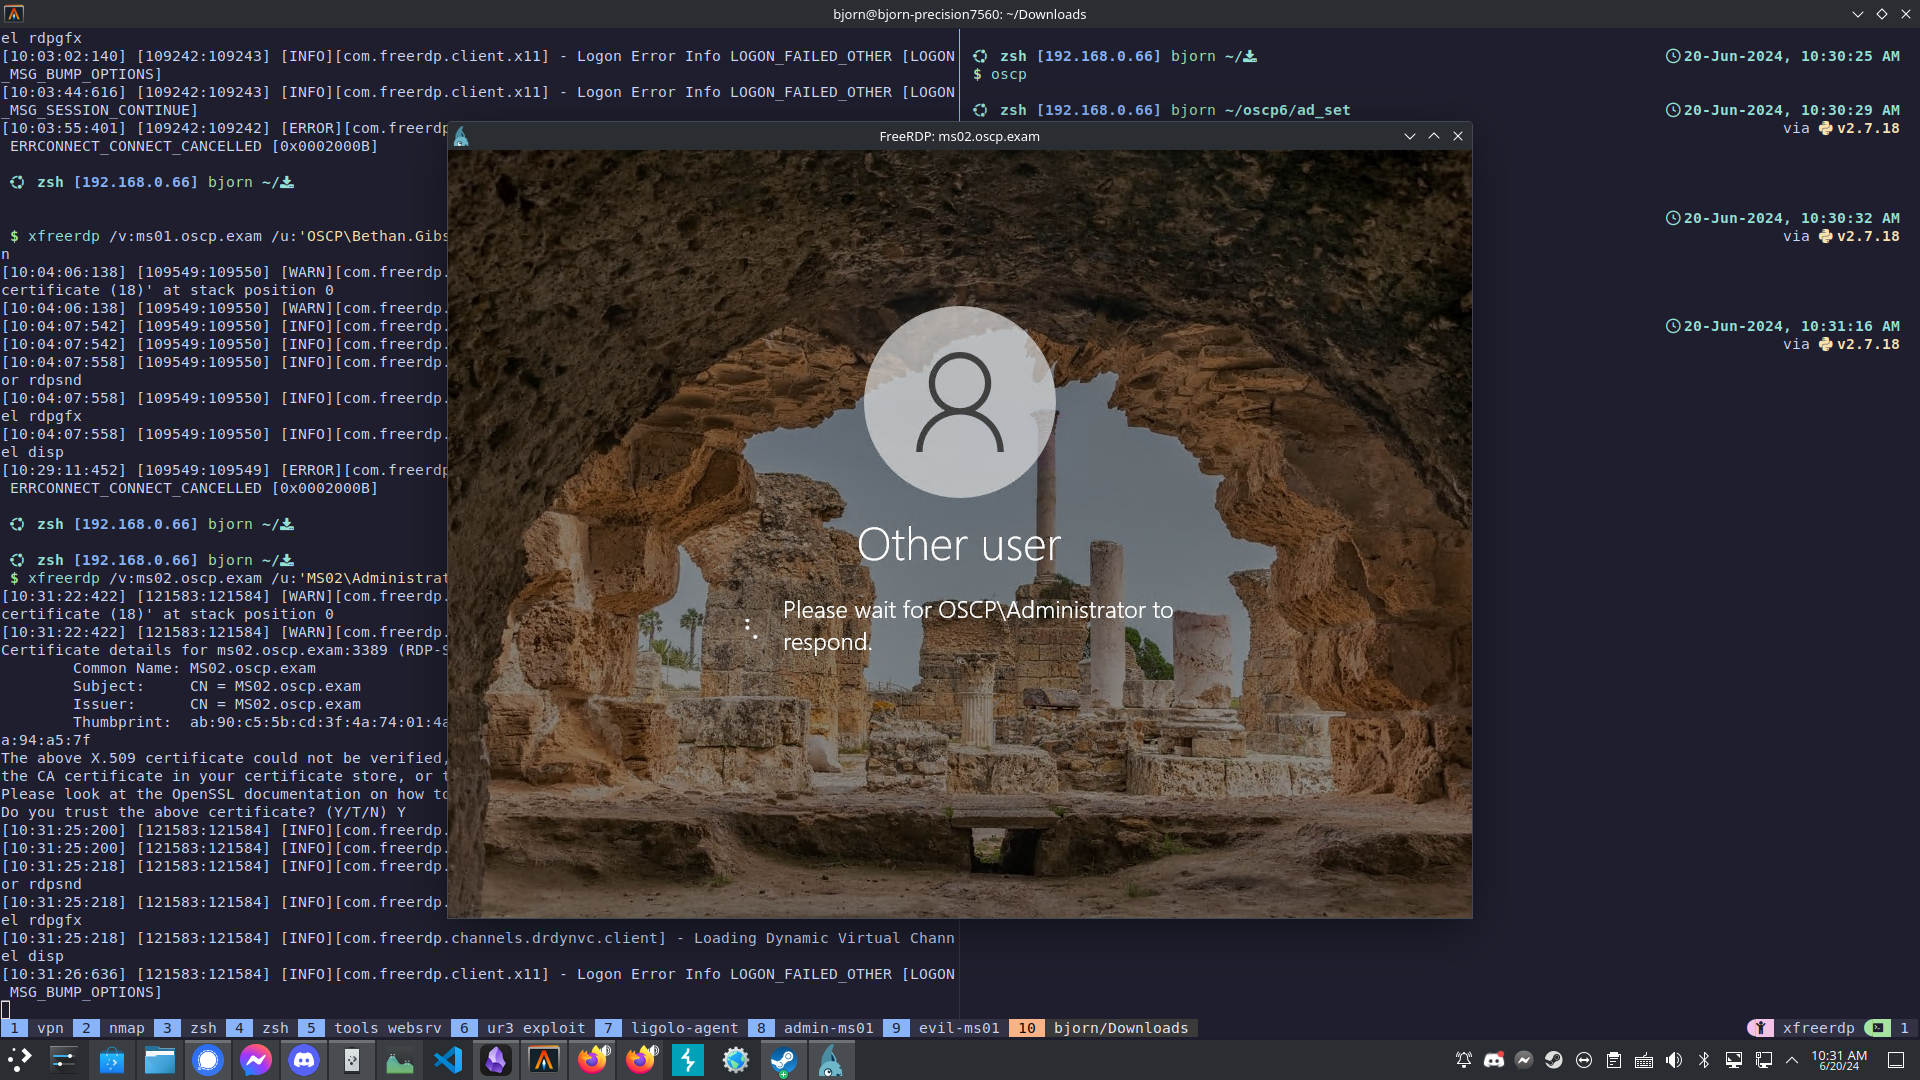 bjorn@bjorn-precision7560: ~/Downloads
el rdpgfx
[10:03:02:140] [109242:109243] [INFO][com.freerdp.client.x11] - Logon Error Info LOGON_FAILED_OTHER [LOGON
_MSG_BUMP_OPTIONS]
[10:03:44:616] [109242:109243] [INFO][com.freerdp.client.x11] - Logon Error Info LOGON_FAILED_OTHER [LOGON
_MSG_SESSION_CONTINUE]
[10:03:55:401] [109242:109242] [ERROR][com.freerdp
ERRCONNECT_CONNECT_CANCELLED [0x0002000B]
zsh [192.168.0.66] bjorn ~/
$ xfreerdp /v:ms01.oscp.exam /u:'OSCP\Bethan.Gibs
n
[10:04:06:138] [109549:109550] [WARN][com.freerdp.
certificate (18)' at stack position 0
[10:04:06:138] [109549:109550] [WARN][com.freerdp.
[10:04:07:542] [109549:109550] [INFO][com.freerdp.
[10:04:07:542] [109549:109550] [INFO][com.freerdp.
[10:04:07:558] [109549:109550] [INFO][com.freerdp.
or rdpsnd
[10:04:07:558] [109549:109550] [INFO][com.freerdp.
el rdpgfx
[10:04:07:558] [109549:109550] [INFO][com.freerdp.
el disp
[10:29:11:452] [109549:109549] [ERROR][com.freerdp
ERRCONNECT_CONNECT_CANCELLED [0x0002000B]
zsh [192.168.0.66] bjorn ~/
zsh [192.168.0.66] bjorn ~/
$ xfreerdp /v:ms02.oscp.exam /u:'MS02\Administrat
[10:31:22:422] [121583:121584] [WARN][com.freerdp.
certificate (18)' at stack position 0
[10:31:22:422] [121583:121584] [WARN][com.freerdp.
Certificate details for ms02.oscp.exam:3389 (RDP-S
Common Name: MS02.oscp.exam
Subject: CN = MS02.oscp.exam
Issuer: CN = MS02.oscp.exam
Thumbprint: ab:90:c5:5b:cd:3f:4a:74:01:4a
a:94:a5:7f
The above X.509 certificate could not be verified,
the CA certificate in your certificate store, or t
Please look at the OpenSSL documentation on how to
Do you trust the above certificate? (Y/T/N) Y
[10:31:25:200] [121583:121584] [INFO][com.freerdp.
[10:31:25:200] [121583:121584] [INFO][com.freerdp.
[10:31:25:218] [121583:121584] [INFO][com.freerdp.
or rdpsnd
[10:31:25:218] [121583:121584] [INFO][com.freerdp.
el rdpgfx
[10:31:25:218] [121583:121584] [INFO][com.freerdp.channels.drdynvc.client] - Loading Dynamic Virtual Chann
el disp
[10:31:26:636] [121583:121584] [INFO][com.freerdp.client.x11] - Logon Error Info LOGON_FAILED_OTHER [LOGON
_MSG_BUMP_OPTIONS]
zsh [192.168.0.66] bjorn ~/ 20-Jun-2024, 10:30:25 AM
$ oscp
zsh [192.168.0.66] bjorn ~/oscp6/ad_set 20-Jun-2024, 10:30:29 AM
via v2.7.18
20-Jun-2024, 10:30:32 AM
via v2.7.18
20-Jun-2024, 10:31:16 AM
via v2.7.18
FreeRDP: ms02.oscp.exam
Other user
Please wait for OSCP\Administrator to
respond.
1 vpn 2 nmap 3 zsh 4 zsh 5 tools websrv 6 ur3 exploit 7 ligolo-agent 8 admin-ms01 9 evil-ms01 10 bjorn/Downloads xfreerdp 1
10:31 AM
6/20/24